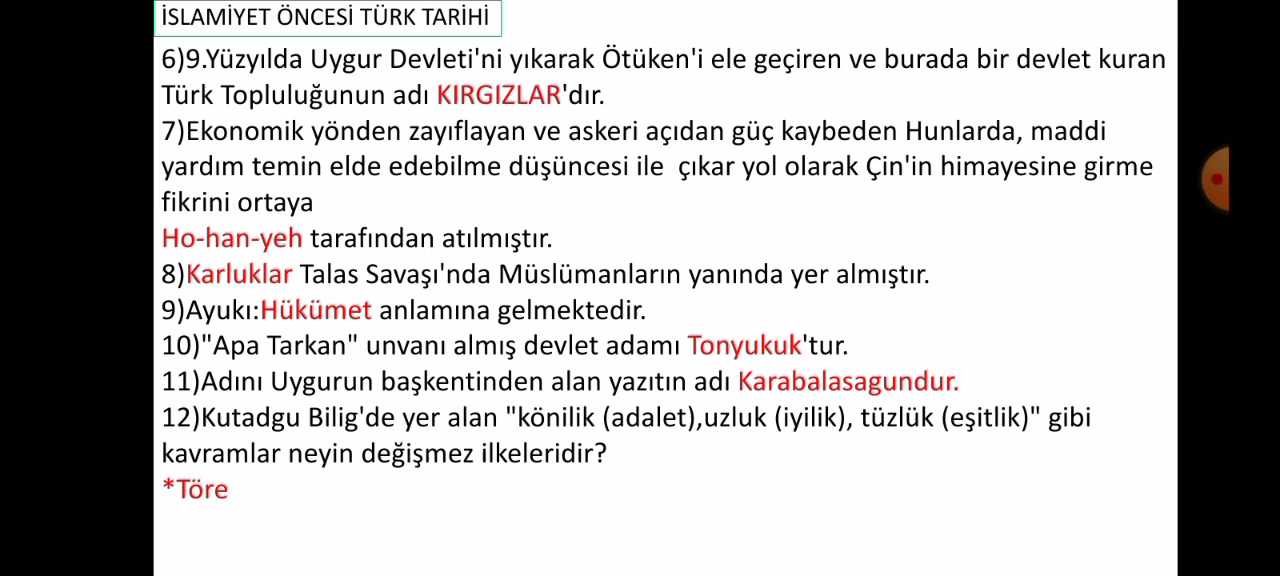 İSLAMİYET ÖNCESİ TÜRK TARİHİ
6)9.Yüzyılda Uygur Devleti'ni yıkarak Ötüken'i ele geçiren ve burada bir devlet kuran
Türk Topluluğunun adı KIRGIZLAR'dır.
7)Ekonomik yönden zayıflayan ve askeri açıdan güç kaybeden Hunlarda, maddi
yardım temin elde edebilme düşüncesi ile çıkar yol olarak Çin'in himayesine girme
fikrini ortaya
Ho-han-yeh tarafından atılmıştır.
8)Karluklar Talas Savaşı'nda Müslümanların yanında yer almıştır.
9)Ayukı:Hükümet anlamına gelmektedir.
10)"Apa Tarkan" unvanı almış devlet adamı Tonyukuk'tur.
11)Adını Uygurun başkentinden alan yazıtın adı Karabalasagundur.
12)Kutadgu Bilig'de yer alan "könilik (adalet),uzluk (iyilik), tüzlük (eşitlik)" gibi
kavramlar neyin değişmez ilkeleridir?
*Töre